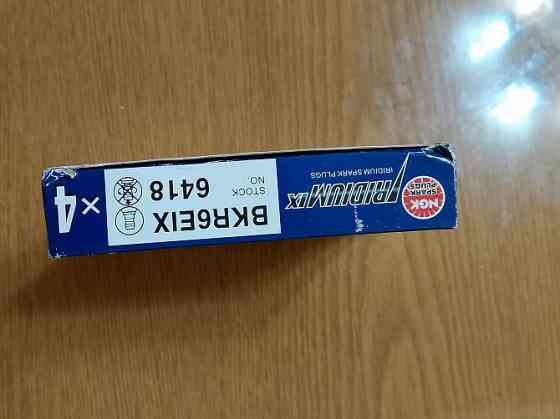 NGK
SPARK
PLUGS
IRIDIUM IX
IRIDIUM SPARK PLUGS
BKR6EIX
STOCK
NO.
6418
× 4